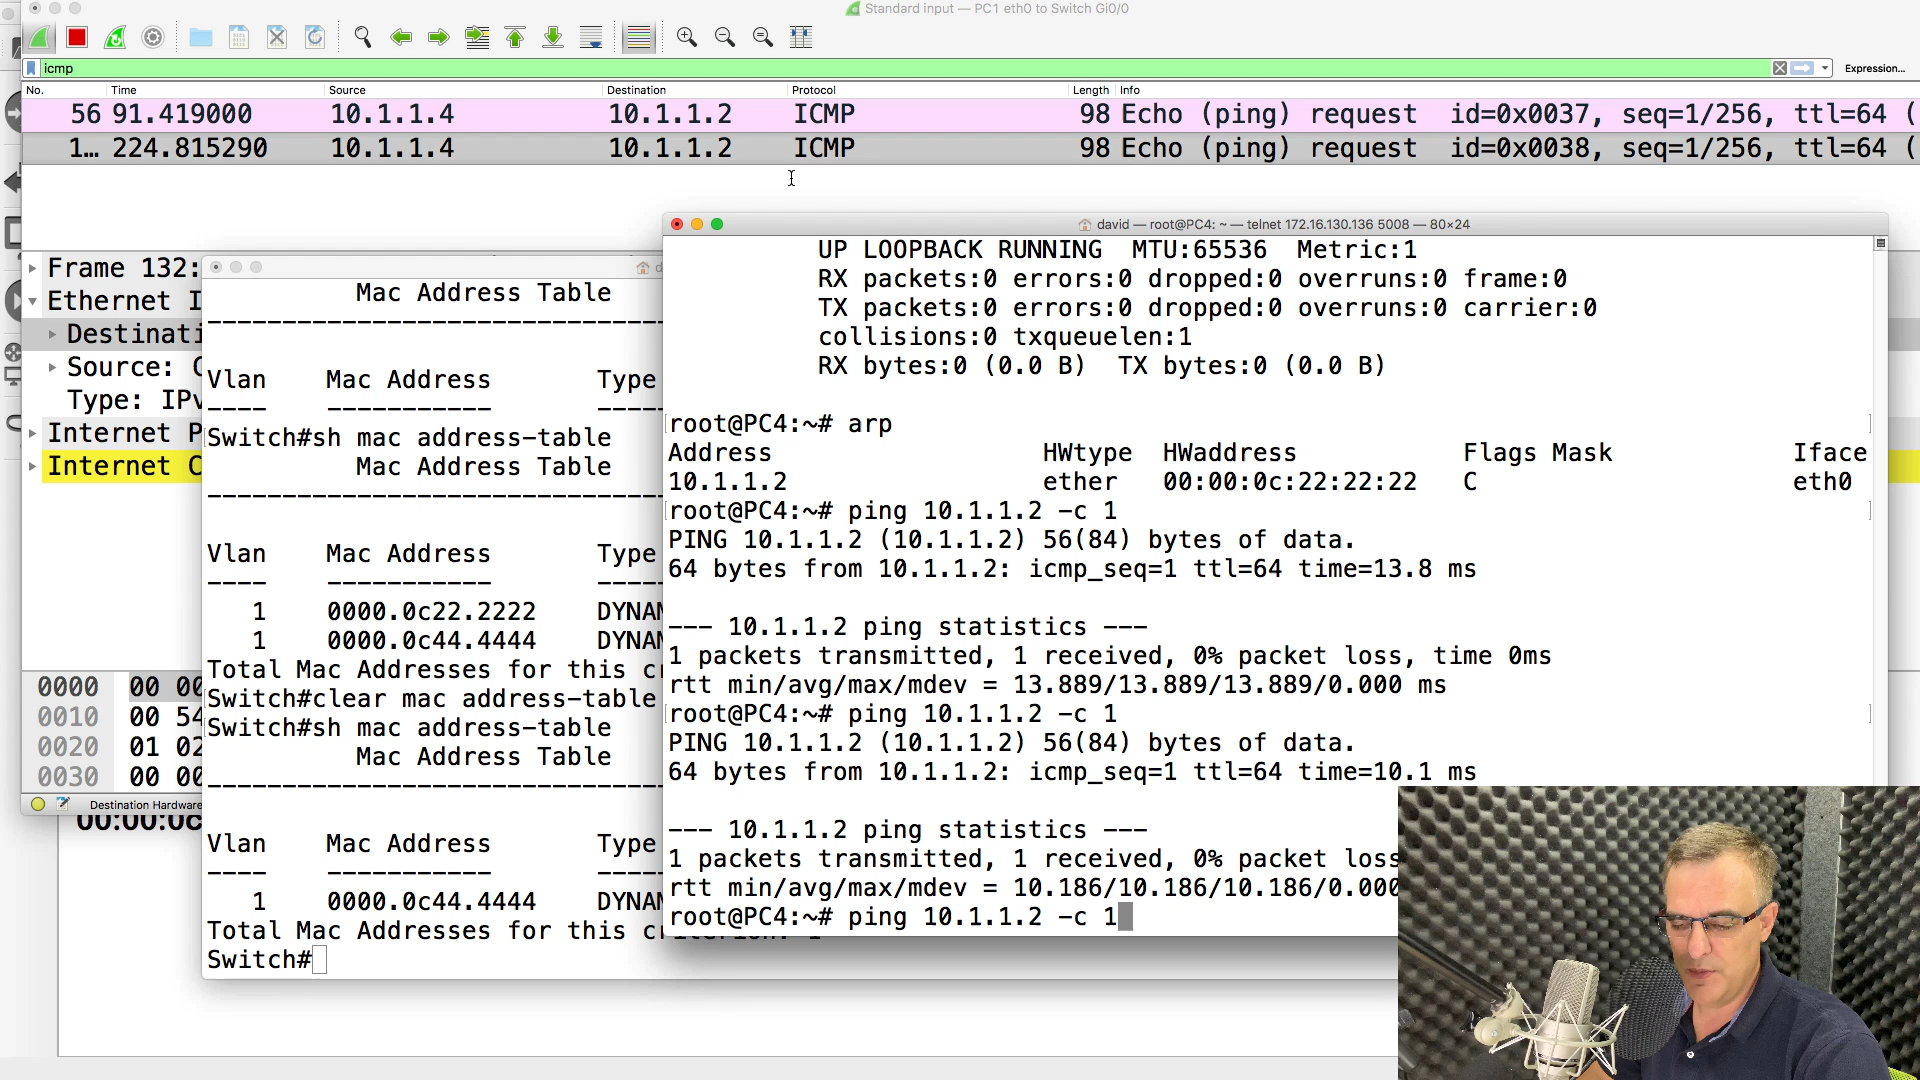 Standard input — PC1 eth0 to Switch Gi0/0
icmp
Expression...
No. Time Source Destination Protocol Length Info
56 91.419000 10.1.1.4 10.1.1.2 ICMP 98 Echo (ping) request id=0x0037, seq=1/256, ttl=64 (
1… 224.815290 10.1.1.4 10.1.1.2 ICMP 98 Echo (ping) request id=0x0038, seq=1/256, ttl=64 (
Frame 132:
Ethernet I
Destinati
Source: C
Type: IPv
Internet P
Internet C
0000 00 00
0010 00 54
0020 01 02
0030 00 00
Destination Hardware
00:00:0c
Mac Address Table
-------------------------------
Vlan Mac Address Type
---- ----------- -----
Switch#sh mac address-table
Mac Address Table
-------------------------------
Vlan Mac Address Type
---- ----------- -----
1 0000.0c22.2222 DYNAM
1 0000.0c44.4444 DYNAM
Total Mac Addresses for this cr
Switch#clear mac address-table
Switch#sh mac address-table
Mac Address Table
-------------------------------
Vlan Mac Address Type
---- ----------- -----
1 0000.0c44.4444 DYNAM
Total Mac Addresses for this criterion: 1
Switch#
david — root@PC4: ~ — telnet 172.16.130.136 5008 — 80×24
UP LOOPBACK RUNNING MTU:65536 Metric:1
RX packets:0 errors:0 dropped:0 overruns:0 frame:0
TX packets:0 errors:0 dropped:0 overruns:0 carrier:0
collisions:0 txqueuelen:1
RX bytes:0 (0.0 B) TX bytes:0 (0.0 B)
root@PC4:~# arp
Address HWtype HWaddress Flags Mask Iface
10.1.1.2 ether 00:00:0c:22:22:22 C eth0
root@PC4:~# ping 10.1.1.2 -c 1
PING 10.1.1.2 (10.1.1.2) 56(84) bytes of data.
64 bytes from 10.1.1.2: icmp_seq=1 ttl=64 time=13.8 ms
--- 10.1.1.2 ping statistics ---
1 packets transmitted, 1 received, 0% packet loss, time 0ms
rtt min/avg/max/mdev = 13.889/13.889/13.889/0.000 ms
root@PC4:~# ping 10.1.1.2 -c 1
PING 10.1.1.2 (10.1.1.2) 56(84) bytes of data.
64 bytes from 10.1.1.2: icmp_seq=1 ttl=64 time=10.1 ms
--- 10.1.1.2 ping statistics ---
1 packets transmitted, 1 received, 0% packet loss
rtt min/avg/max/mdev = 10.186/10.186/10.186/0.000
root@PC4:~# ping 10.1.1.2 -c 1